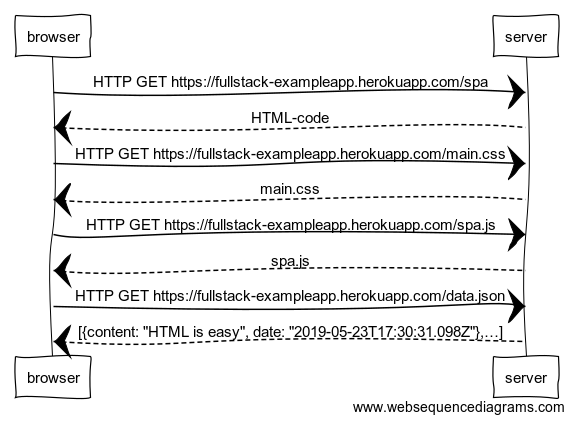 browser server
HTTP GET https://fullstack-exampleapp.herokuapp.com/spa
HTML-code
HTTP GET https://fullstack-exampleapp.herokuapp.com/main.css
main.css
HTTP GET https://fullstack-exampleapp.herokuapp.com/spa.js
spa.js
HTTP GET https://fullstack-exampleapp.herokuapp.com/data.json
[{content: "HTML is easy", date: "2019-05-23T17:30:31.098Z"},...]
browser server
www.websequencediagrams.com